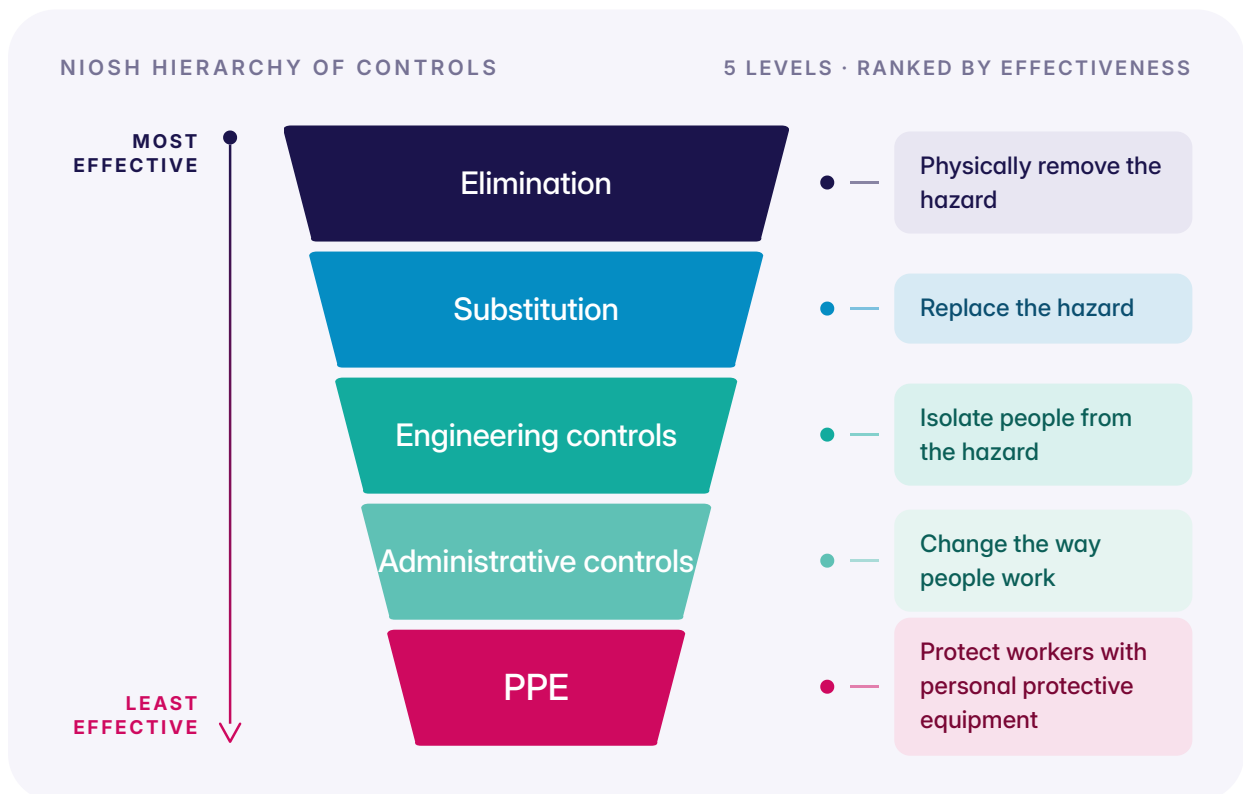 NIOSH HIERARCHY OF CONTROLS
5 LEVELS · RANKED BY EFFECTIVENESS
MOST
EFFECTIVE
Elimination
Physically remove the
hazard
Substitution
Replace the hazard
Engineering controls
Isolate people from
the hazard
Administrative controls
Change the way
people work
LEAST
EFFECTIVE
PPE
Protect workers with
personal protective
equipment